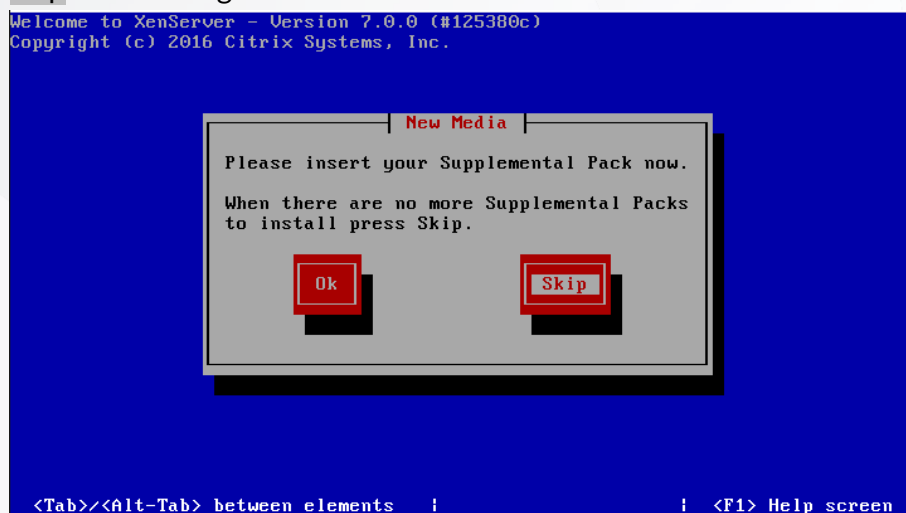 Welcome to XenServer - Version 7.0.0 (#125380c)
Copyright (c) 2016 Citrix Systems, Inc.
New Media
Please insert your Supplemental Pack now.
When there are no more Supplemental Packs
to install press Skip.
Ok Skip
<Tab>/<Alt-Tab> between elements | | <F1> Help screen